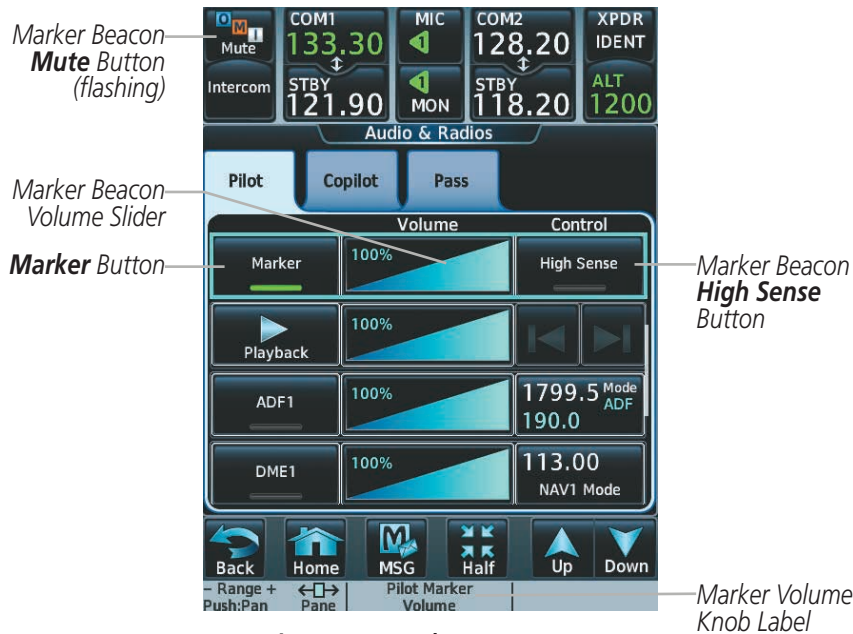 Marker Beacon
Mute Button
(flashing)
O M I
Mute
Intercom
COM1
133.30
STBY
121.90
MIC
1
1
MON
COM2
128.20
STBY
118.20
XPDR
IDENT
ALT
1200
Audio & Radios
Pilot
Copilot
Pass
Marker Beacon
Volume Slider
Volume
Control
Marker Button
Marker
100%
High Sense
Marker Beacon
High Sense
Button
Playback
100%
ADF1
100%
1799.5 Mode
190.0 ADF
DME1
100%
113.00
NAV1 Mode
Back
Home
MSG
Half
Up
Down
– Range +
Push:Pan
Pane
Pilot Marker
Volume
Marker Volume
Knob Label